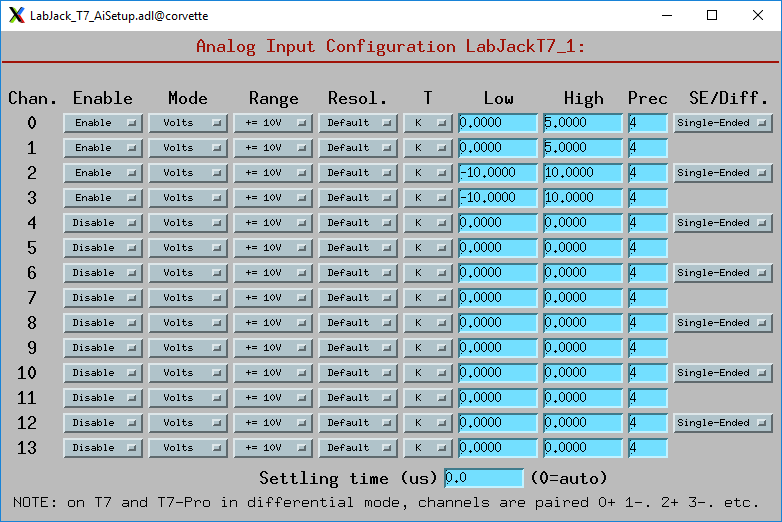 LabJack_T7_AiSetup.adl@corvette
Analog Input Configuration LabJackT7_1:
Chan. Enable Mode Range Resol. T Low High Prec SE/Diff.
0 Enable Volts += 10V Default K 0.0000 5.0000 4 Single-Ended
1 Enable Volts += 10V Default K 0.0000 5.0000 4
2 Enable Volts += 10V Default K -10.0000 10.0000 4 Single-Ended
3 Enable Volts += 10V Default K -10.0000 10.0000 4
4 Disable Volts += 10V Default K 0.0000 0.0000 4 Single-Ended
5 Disable Volts += 10V Default K 0.0000 0.0000 4
6 Disable Volts += 10V Default K 0.0000 0.0000 4 Single-Ended
7 Disable Volts += 10V Default K 0.0000 0.0000 4
8 Disable Volts += 10V Default K 0.0000 0.0000 4 Single-Ended
9 Disable Volts += 10V Default K 0.0000 0.0000 4
10 Disable Volts += 10V Default K 0.0000 0.0000 4 Single-Ended
11 Disable Volts += 10V Default K 0.0000 0.0000 4
12 Disable Volts += 10V Default K 0.0000 0.0000 4 Single-Ended
13 Disable Volts += 10V Default K 0.0000 0.0000 4
Settling time (us) 0.0 (0=auto)
NOTE: on T7 and T7-Pro in differential mode, channels are paired 0+ 1-. 2+ 3-. etc.